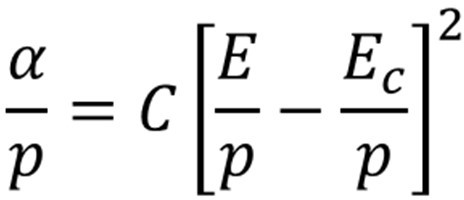 α/p = C [E/p − E_c/p]²